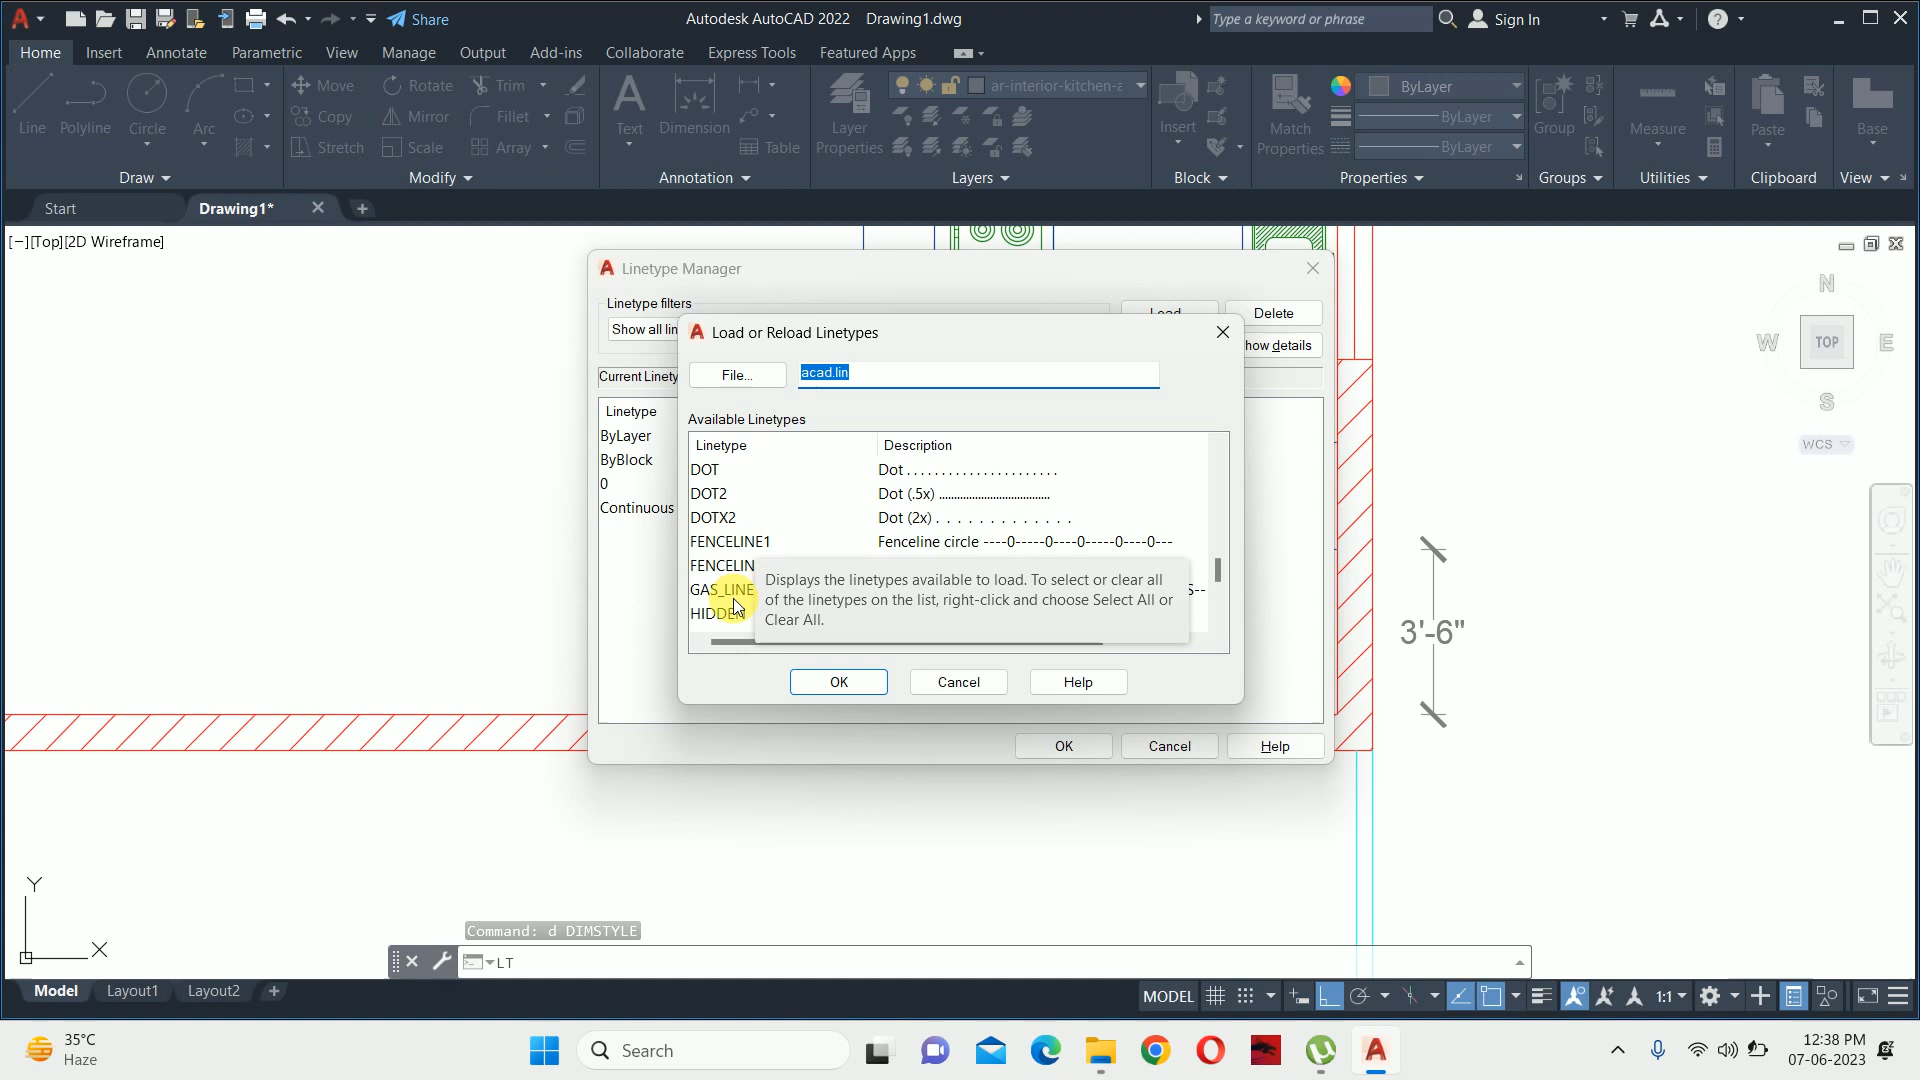 Share
Autodesk AutoCAD 2022 Drawing1.dwg
Type a keyword or phrase
Sign In
Home Insert Annotate Parametric View Manage Output Add-ins Collaborate Express Tools Featured Apps
Line Polyline Circle Arc
Move Rotate Trim
Copy Mirror Fillet
Stretch Scale Array
Text Dimension
Table
Layer
Properties
ar-interior-kitchen-a
Insert
Match
Properties
ByLayer
ByLayer
ByLayer
Group
Measure
Paste
Base
Draw Modify Annotation Layers Block Properties Groups Utilities Clipboard View
Start Drawing1*
[−][Top][2D Wireframe]
N
W TOP E
S
WCS
Linetype Manager
Linetype filters
Show all lin
Load
Delete
how details
Current Linety
Linetype
ByLayer
ByBlock
0
Continuous
Load or Reload Linetypes
File...
acad.lin
Available Linetypes
Linetype Description
DOT Dot . . . . . . . . . . . . . . . . . . . . . .
DOT2 Dot (.5x) .....................................
DOTX2 Dot (2x) . . . . . . . . . . . . .
FENCELINE1 Fenceline circle ----0-----0----0-----0----0---
FENCELIN
GAS_LINE S--
HIDDEN
Displays the linetypes available to load. To select or clear all
of the linetypes on the list, right-click and choose Select All or
Clear All.
OK Cancel Help
OK Cancel Help
3'-6"
Y
X
Command: d DIMSTYLE
LT
Model Layout1 Layout2
MODEL
1:1
35°C
Haze
Search
12:38 PM
07-06-2023